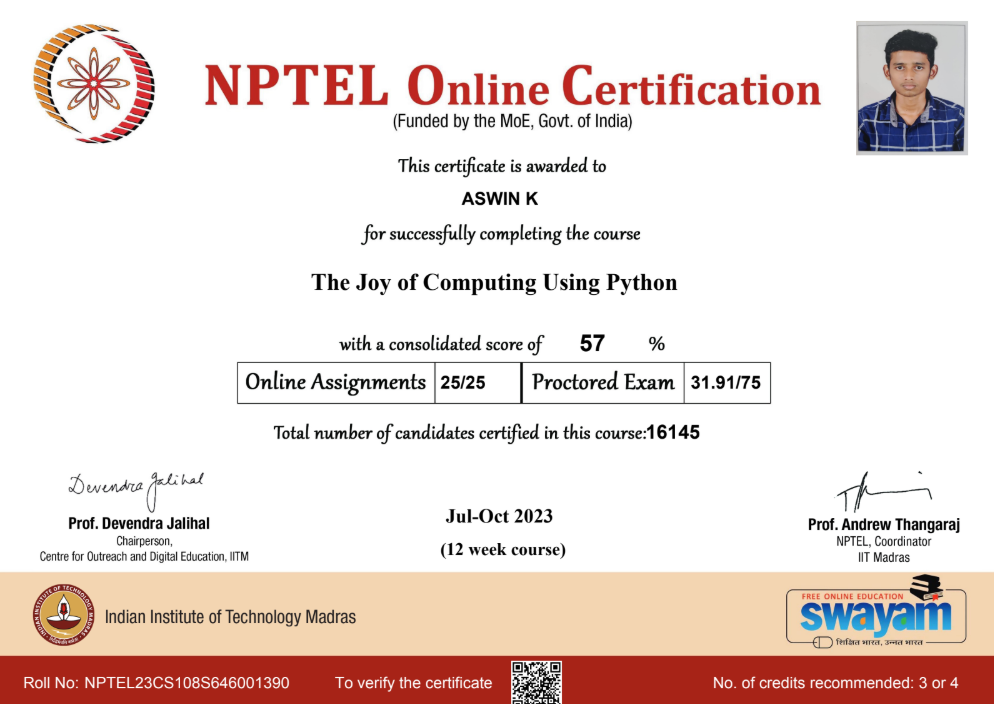 NPTEL Online Certification
(Funded by the MoE, Govt. of India)
This certificate is awarded to
ASWIN K
for successfully completing the course
The Joy of Computing Using Python
with a consolidated score of 57 %
Online Assignments 25/25 Proctored Exam 31.91/75
Total number of candidates certified in this course:16145
Devendra Jalihal
Prof. Devendra Jalihal
Chairperson,
Centre for Outreach and Digital Education, IITM
Jul-Oct 2023
(12 week course)
Prof. Andrew Thangaraj
NPTEL, Coordinator
IIT Madras
INDIAN INSTITUTE OF TECHNOLOGY MADRAS
Indian Institute of Technology Madras
FREE ONLINE EDUCATION
swayam
शिक्षित भारत, उन्नत भारत
Roll No: NPTEL23CS108S646001390
To verify the certificate
No. of credits recommended: 3 or 4